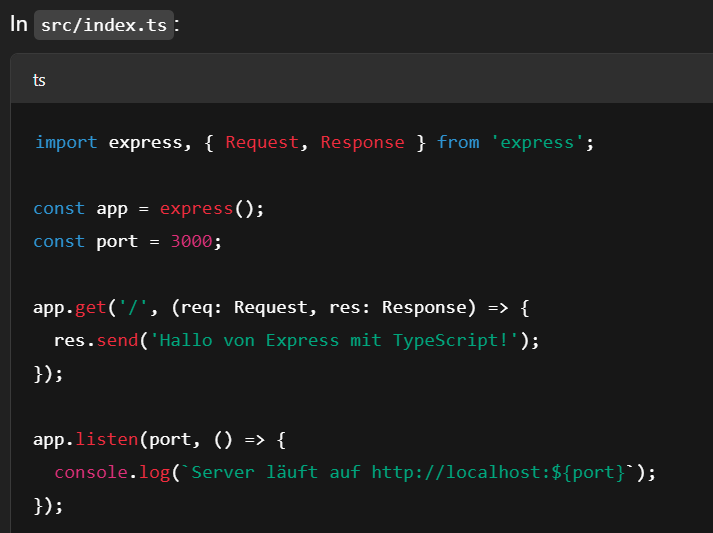 In src/index.ts:
ts
import express, { Request, Response } from 'express';
const app = express();
const port = 3000;
app.get('/', (req: Request, res: Response) => {
  res.send('Hallo von Express mit TypeScript!');
});
app.listen(port, () => {
  console.log(`Server läuft auf http://localhost:${port}`);
});